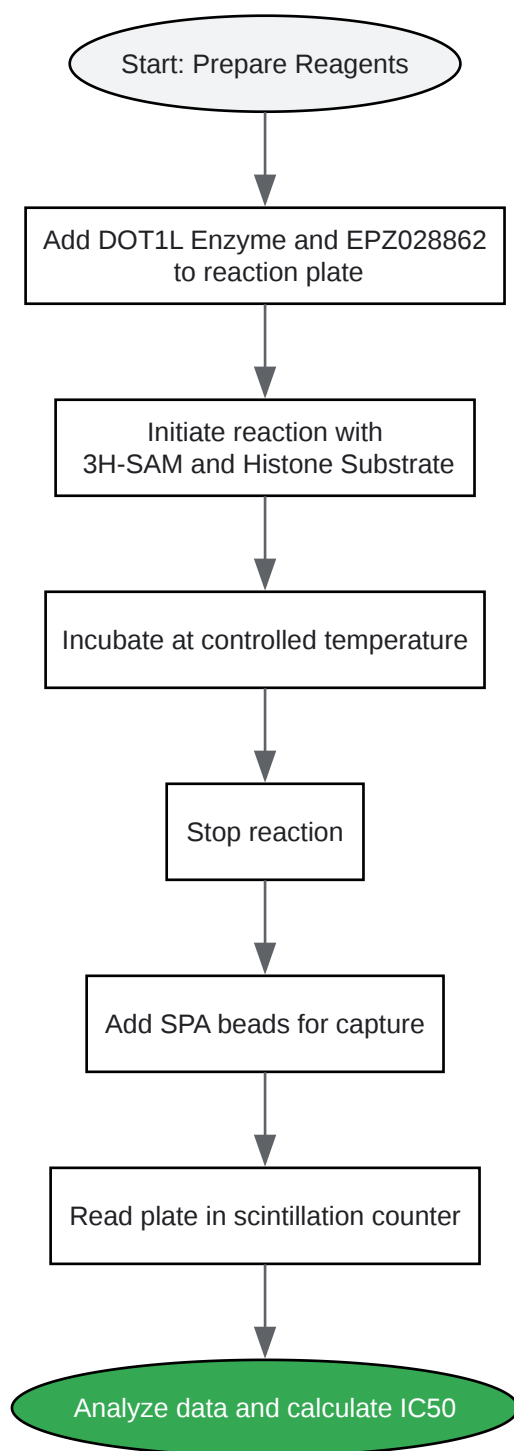 Start: Prepare Reagents
Add DOT1L Enzyme and EPZ028862
to reaction plate
Initiate reaction with
3H-SAM and Histone Substrate
Incubate at controlled temperature
Stop reaction
Add SPA beads for capture
Read plate in scintillation counter
Analyze data and calculate IC50